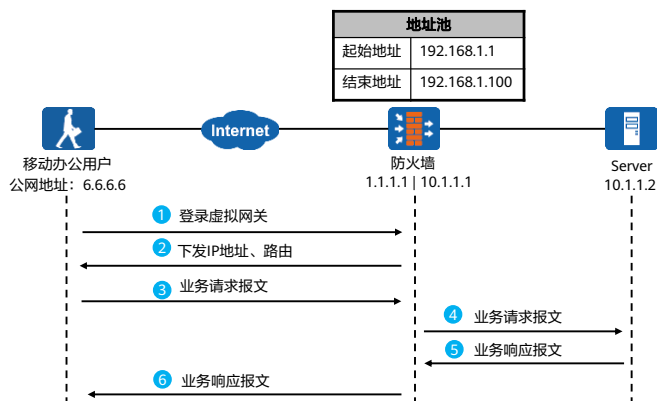 地址池
起始地址 192.168.1.1
结束地址 192.168.1.100
Internet
移动办公用户
公网地址：6.6.6.6
防火墙
1.1.1.1 | 10.1.1.1
Server
10.1.1.2
1 登录虚拟网关
2 下发IP地址、路由
3 业务请求报文
4 业务请求报文
5 业务响应报文
6 业务响应报文